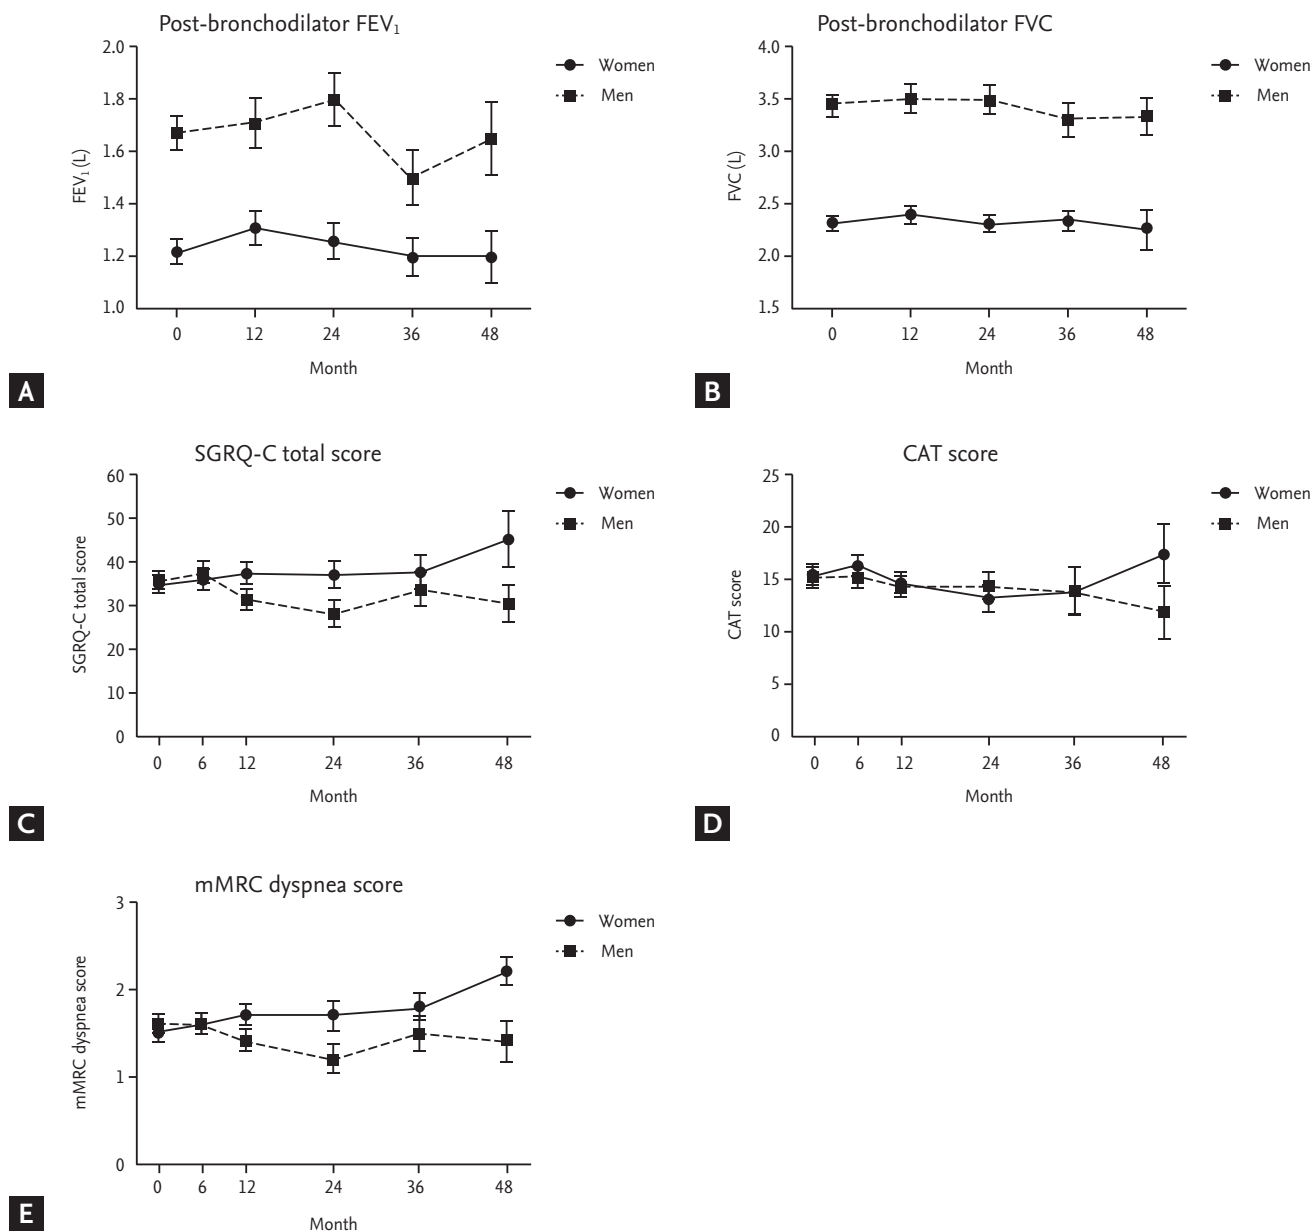 Post-bronchodilator FEV₁
2.0
1.8
1.6
1.4
1.2
1.0
FEV₁ (L)
0 12 24 36 48
Month
Women
Men
A
Post-bronchodilator FVC
4.0
3.5
3.0
2.5
2.0
1.5
FVC (L)
0 12 24 36 48
Month
Women
Men
B
SGRQ-C total score
60
50
40
30
20
10
0
SGRQ-C total score
0 6 12 24 36 48
Month
Women
Men
C
CAT score
25
20
15
10
5
0
CAT score
0 6 12 24 36 48
Month
Women
Men
D
mMRC dyspnea score
3
2
1
0
mMRC dyspnea score
0 6 12 24 36 48
Month
Women
Men
E